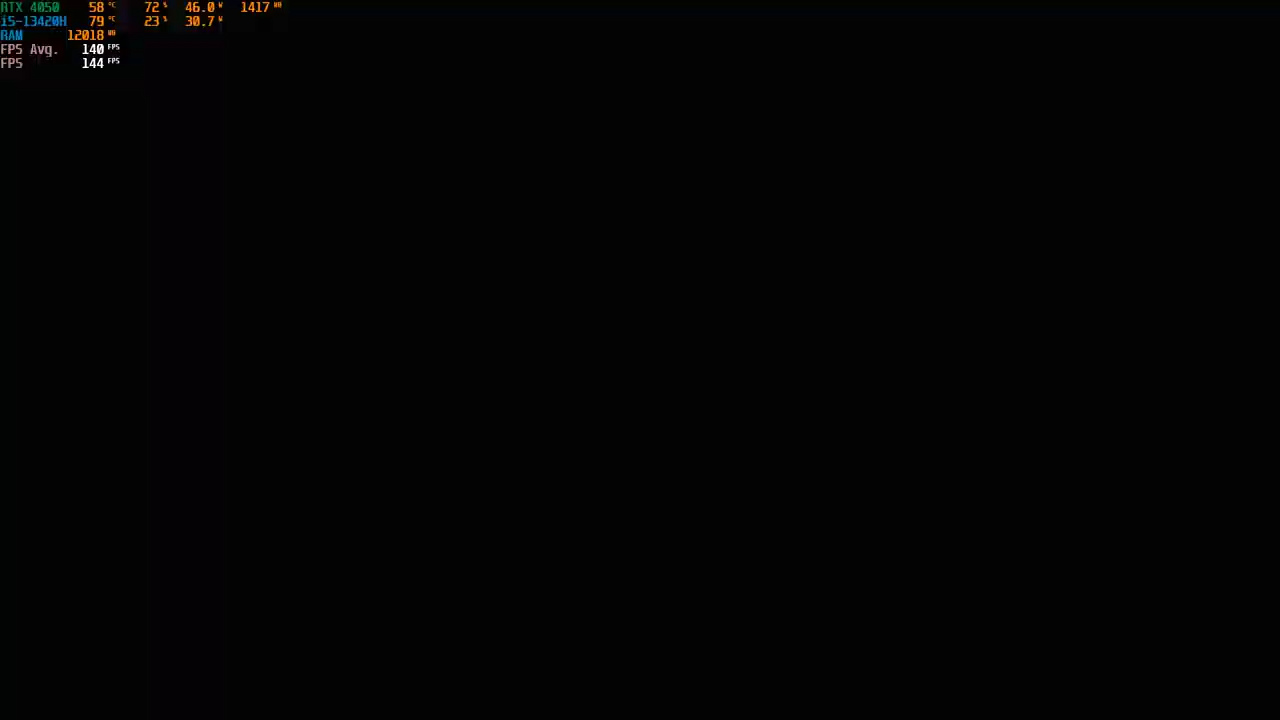 RTX 4050 58 °C 72 % 46.0 W 1417 MB
i5-13420H 79 °C 23 % 30.7 W
RAM 12018 MB
FPS Avg. 140 FPS
FPS 144 FPS